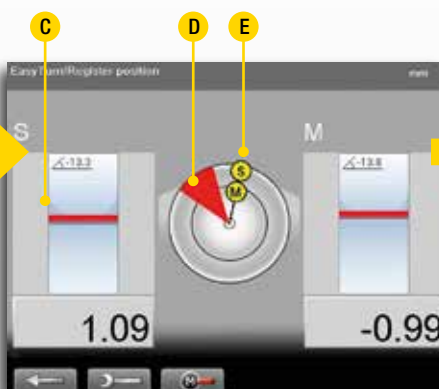 C D E
EasyTurn/Register position mm
S M
-13.3 -13.8
S
M
1.09 -0.99
M